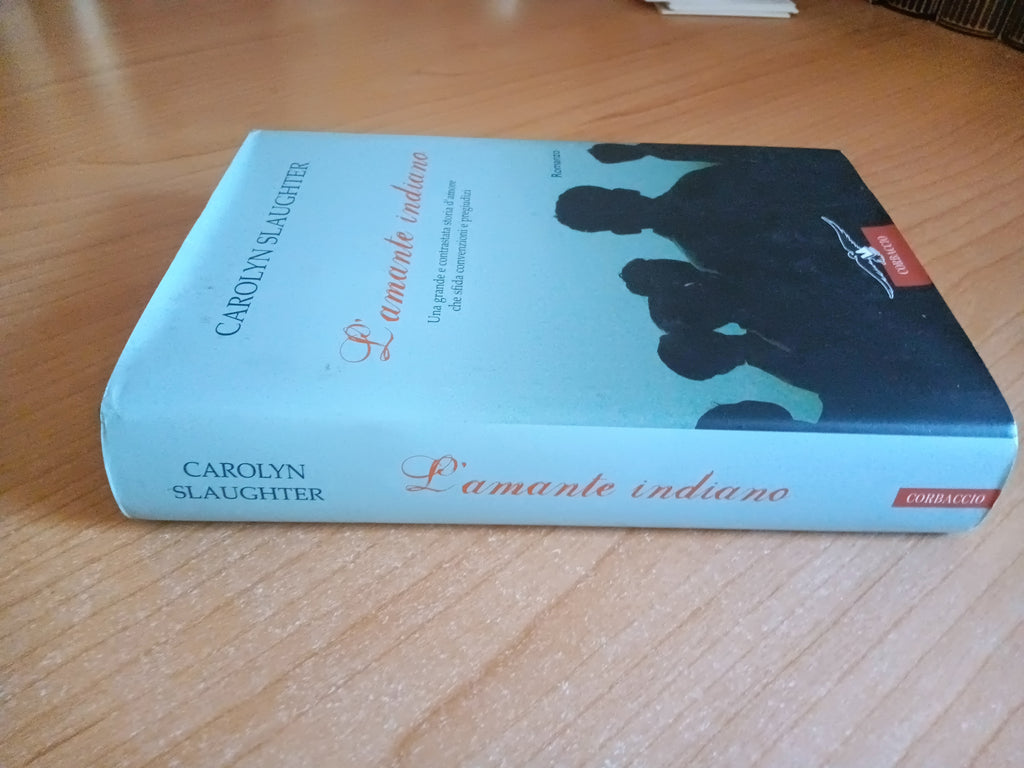 CAROLYN SLAUGHTER
L'amante indiano
Una grande e contrastata storia d'amore
che sfida convenzioni e pregiudizi
Romanzo
CORBACCIO
CAROLYN
SLAUGHTER
L'amante indiano
CORBACCIO